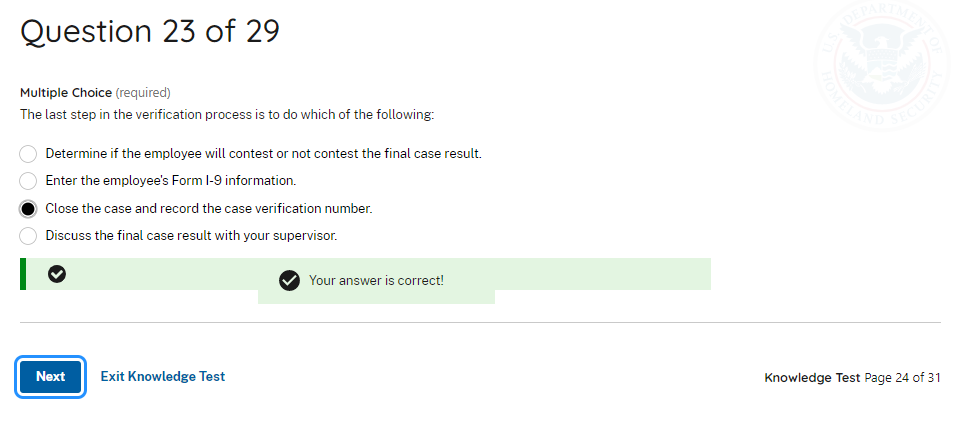 Question 23 of 29
U.S. DEPARTMENT OF HOMELAND SECURITY
Multiple Choice (required)
The last step in the verification process is to do which of the following:
Determine if the employee will contest or not contest the final case result.
Enter the employee's Form I-9 information.
Close the case and record the case verification number.
Discuss the final case result with your supervisor.
Your answer is correct!
Next
Exit Knowledge Test
Knowledge Test Page 24 of 31